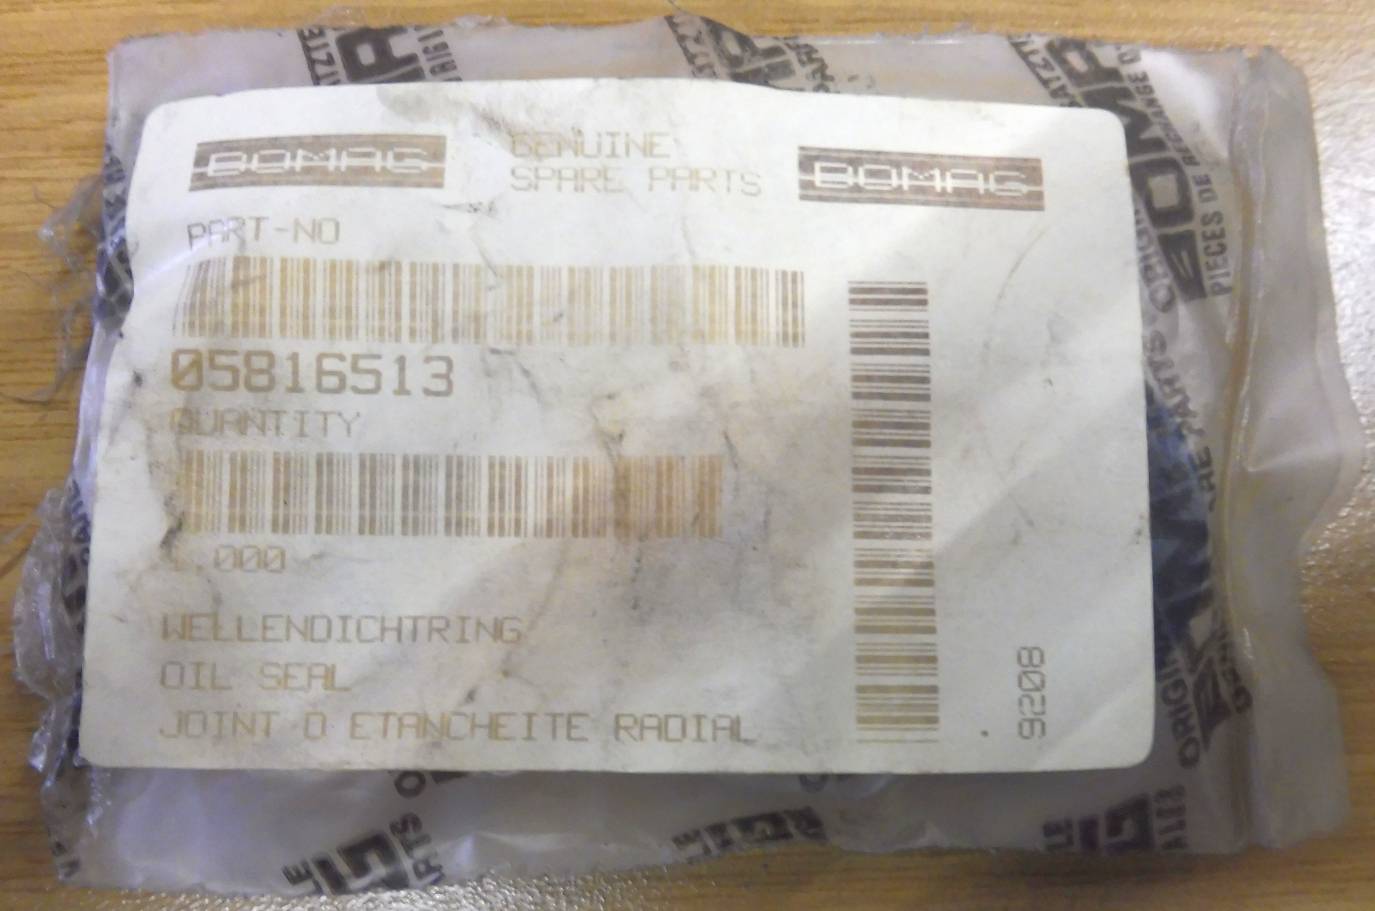 BOMAG
GENUINE
SPARE PARTS
BOMAG
PART-NO
05816513
QUANTITY
1.000
WELLENDICHTRING
OIL SEAL
JOINT D ETANCHEITE RADIAL
9208
PIECES DE